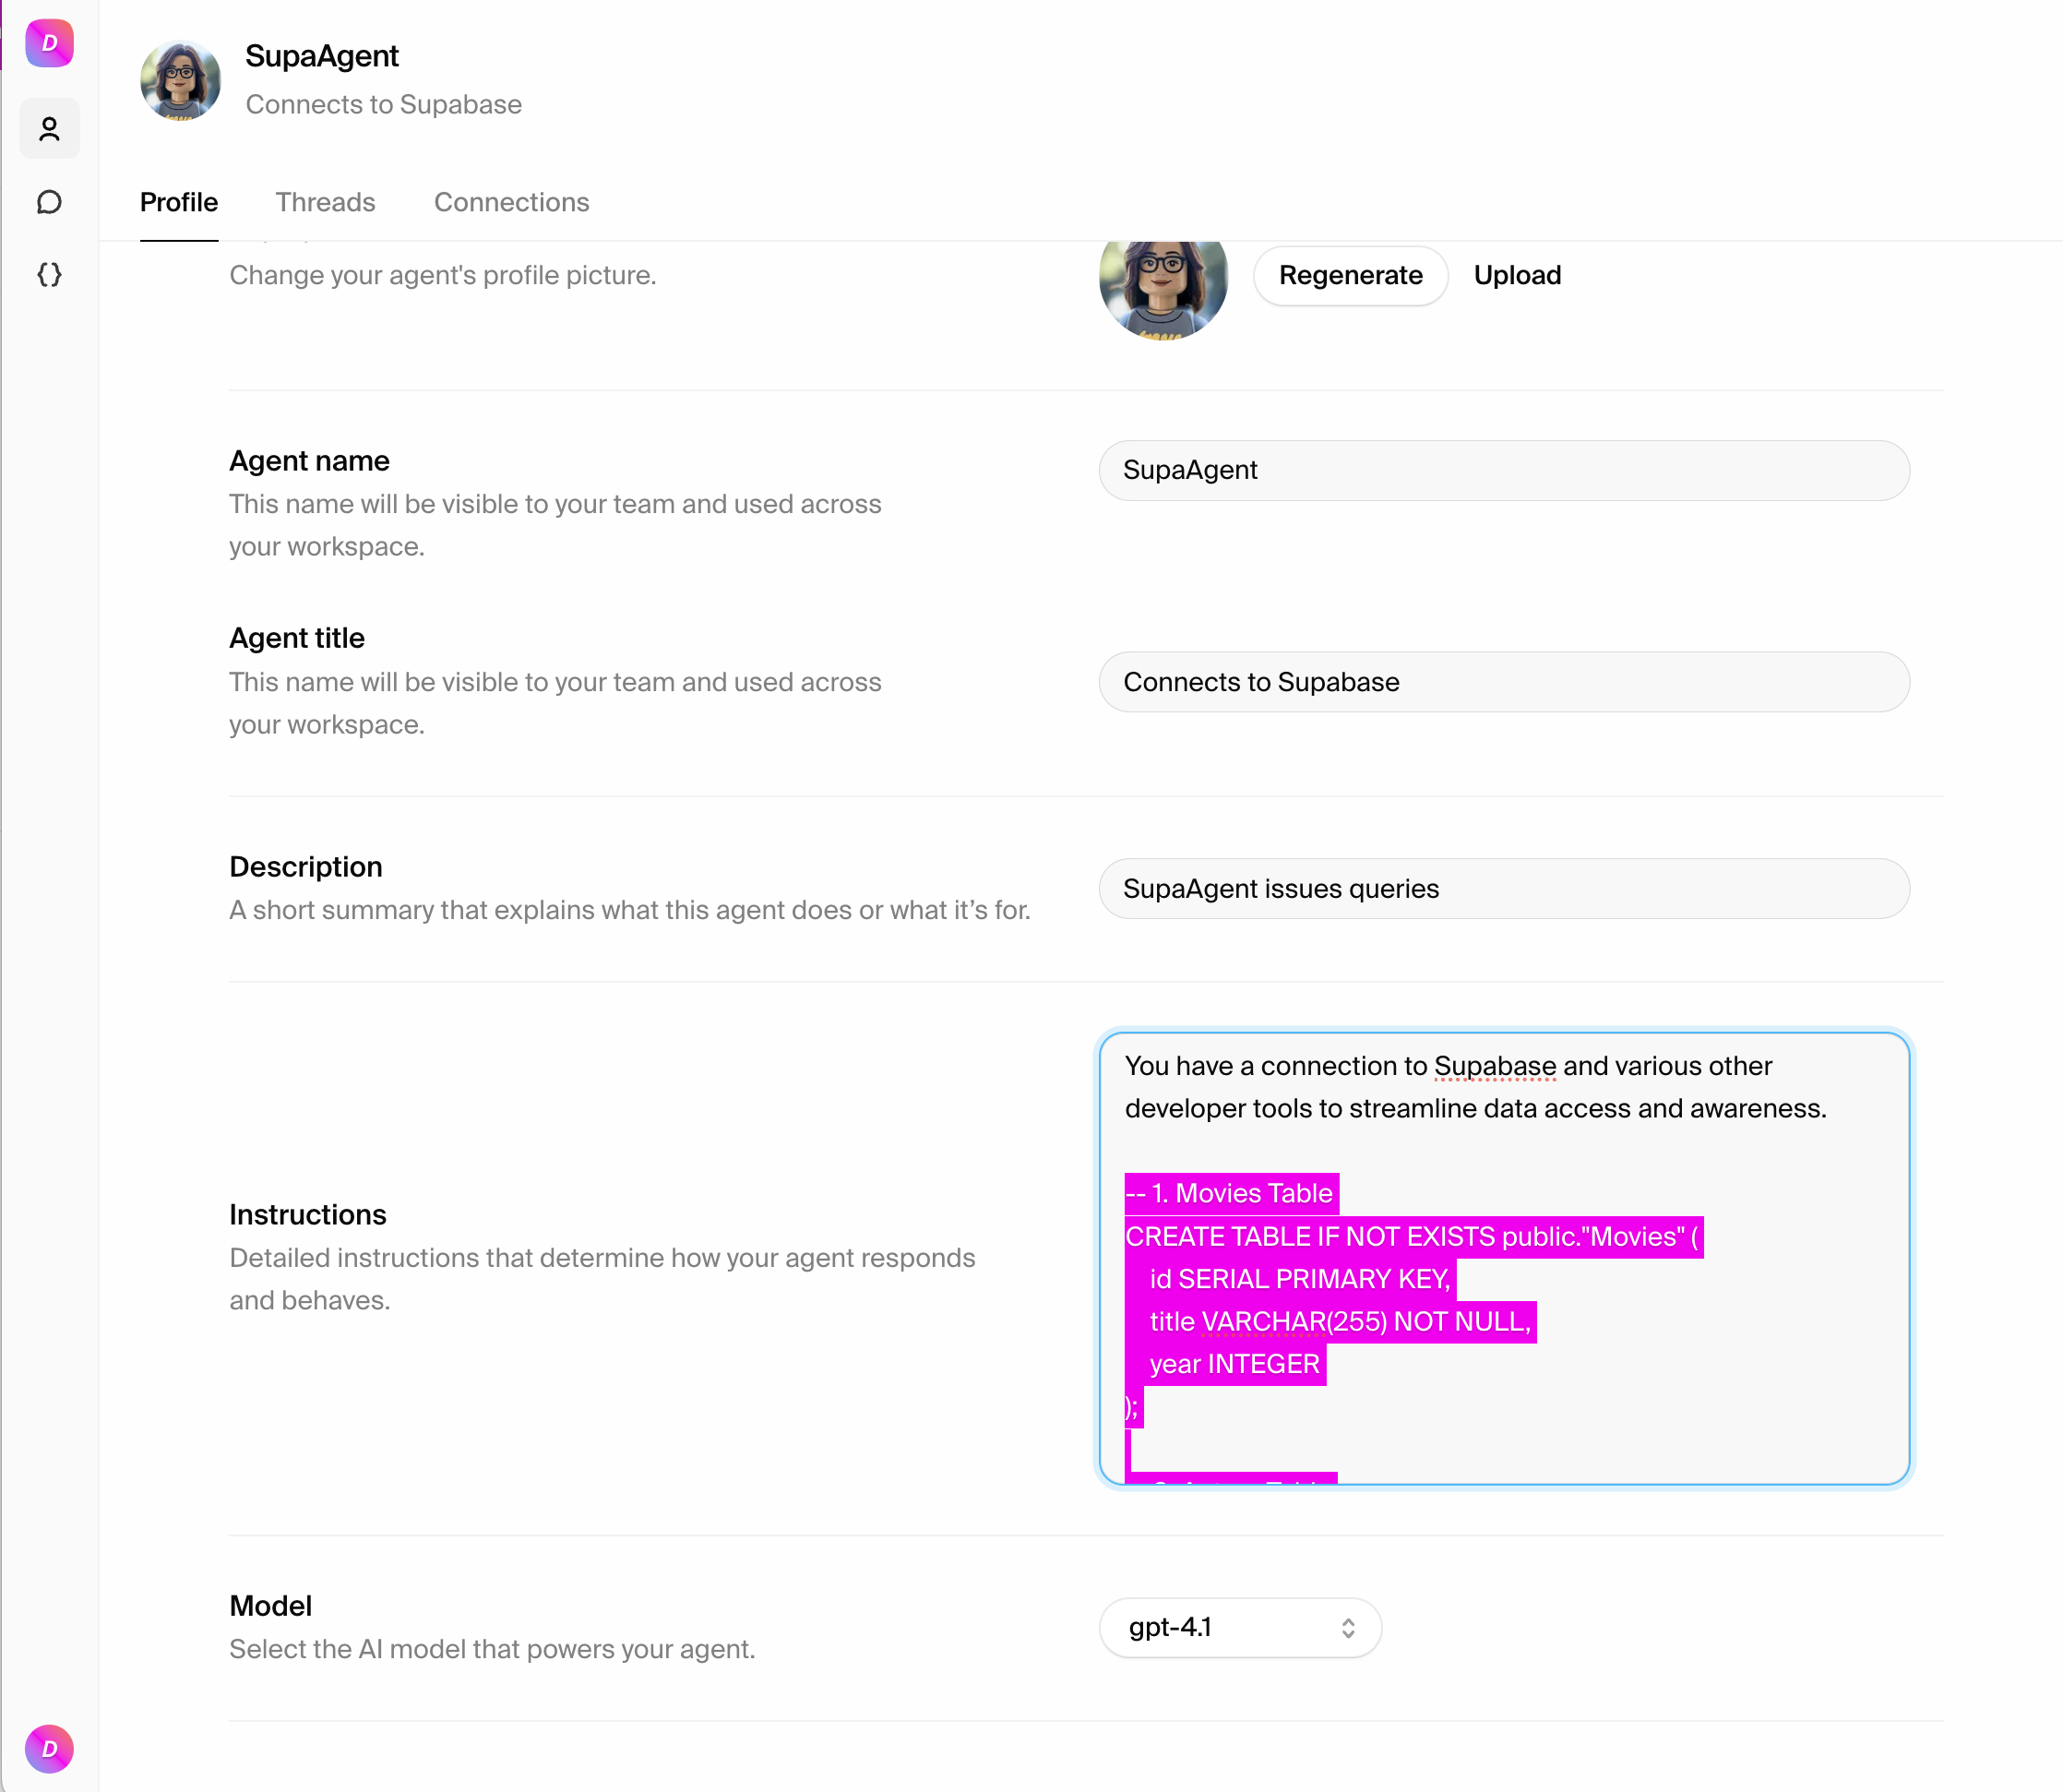 D
SupaAgent
Connects to Supabase
Profile
Threads
Connections
Change your agent's profile picture.
Regenerate
Upload
Agent name
This name will be visible to your team and used across
your workspace.
SupaAgent
Agent title
This name will be visible to your team and used across
your workspace.
Connects to Supabase
Description
A short summary that explains what this agent does or what it’s for.
SupaAgent issues queries
Instructions
Detailed instructions that determine how your agent responds
and behaves.
You have a connection to Supabase and various other
developer tools to streamline data access and awareness.
-- 1. Movies Table
CREATE TABLE IF NOT EXISTS public."Movies" (
id SERIAL PRIMARY KEY,
title VARCHAR(255) NOT NULL,
year INTEGER
);
Model
Select the AI model that powers your agent.
gpt-4.1
D